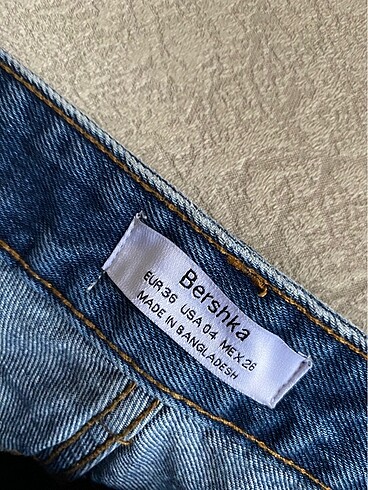 Bershka
EUR 36 USA 04 MEX 26
MADE IN BANGLADESH